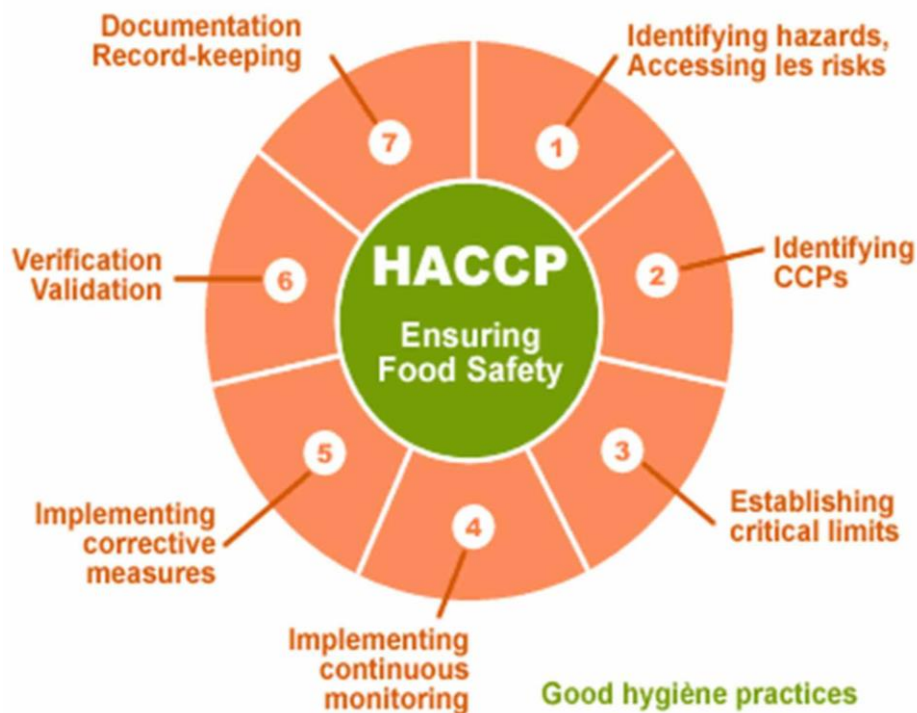 Documentation
Record-keeping
7
Identifying hazards,
Accessing les risks
1
Identifying
CCPs
2
Establishing
critical limits
3
Implementing
continuous
monitoring
4
Implementing
corrective
measures
5
Verification
Validation
6
HACCP
Ensuring
Food Safety
Good hygiène practices